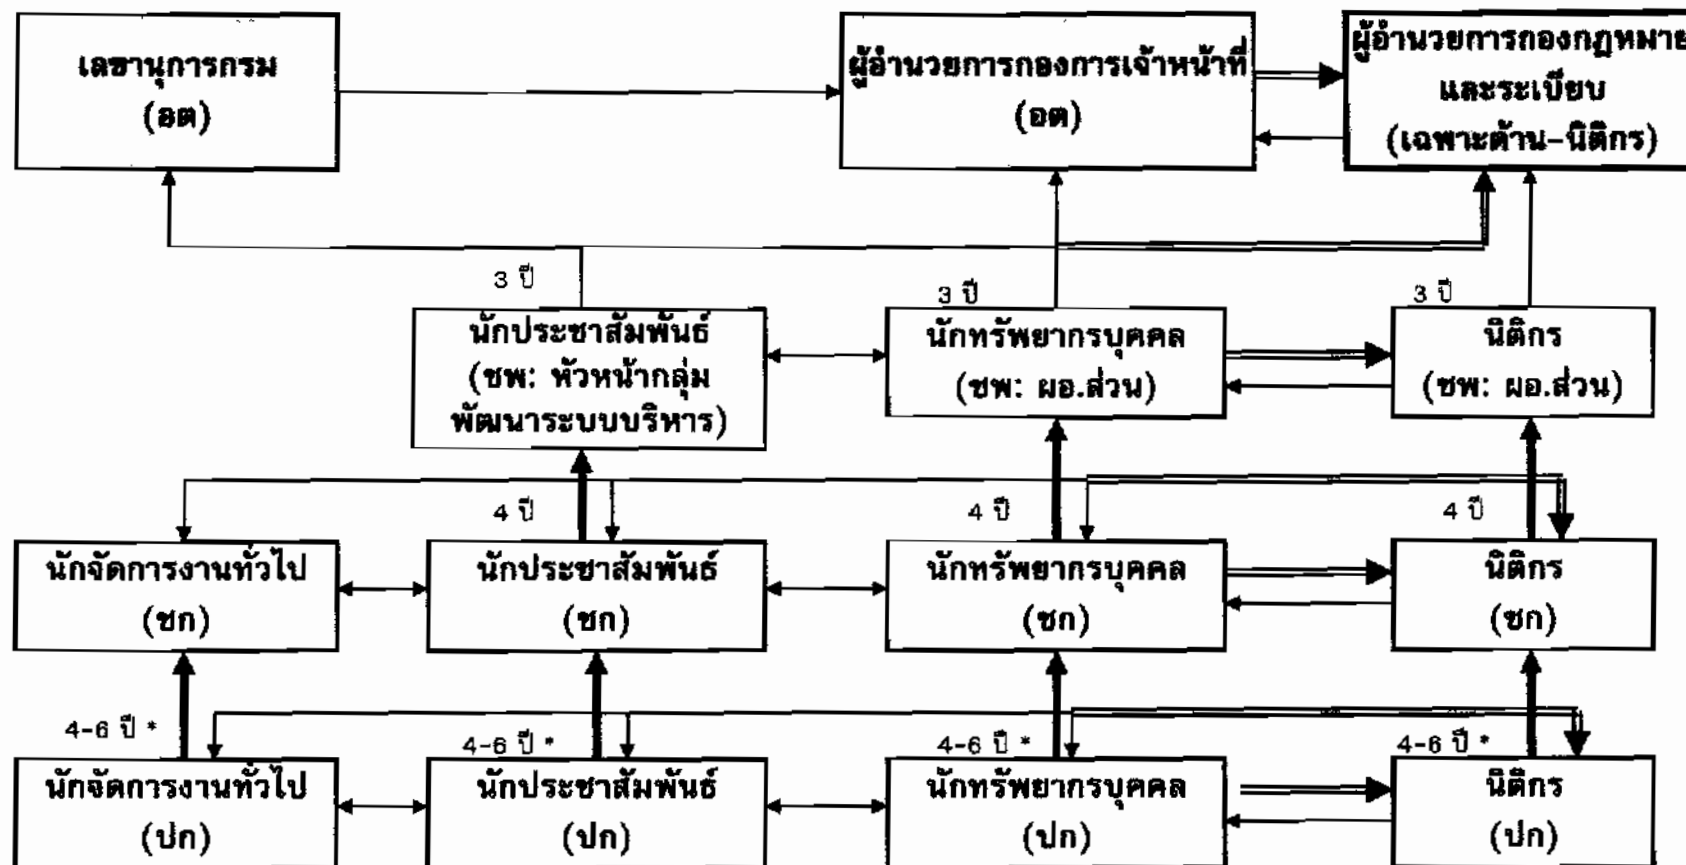 เลขานุการกรม
(อต)
ผู้อำนวยการกองการเจ้าหน้าที่
(อต)
ผู้อำนวยการกองกฎหมาย
และระเบียบ
(เฉพาะด้าน-นิติกร)
3 ปี
3 ปี
3 ปี
นักประชาสัมพันธ์
(ชพ: หัวหน้ากลุ่ม
พัฒนาระบบบริหาร)
นักทรัพยากรบุคคล
(ชพ: ผอ.ส่วน)
นิติกร
(ชพ: ผอ.ส่วน)
4 ปี
4 ปี
4 ปี
นักจัดการงานทั่วไป
(ชก)
นักประชาสัมพันธ์
(ชก)
นักทรัพยากรบุคคล
(ชก)
นิติกร
(ชก)
4-6 ปี *
4-6 ปี *
4-6 ปี *
4-6 ปี *
นักจัดการงานทั่วไป
(ปก)
นักประชาสัมพันธ์
(ปก)
นักทรัพยากรบุคคล
(ปก)
นิติกร
(ปก)